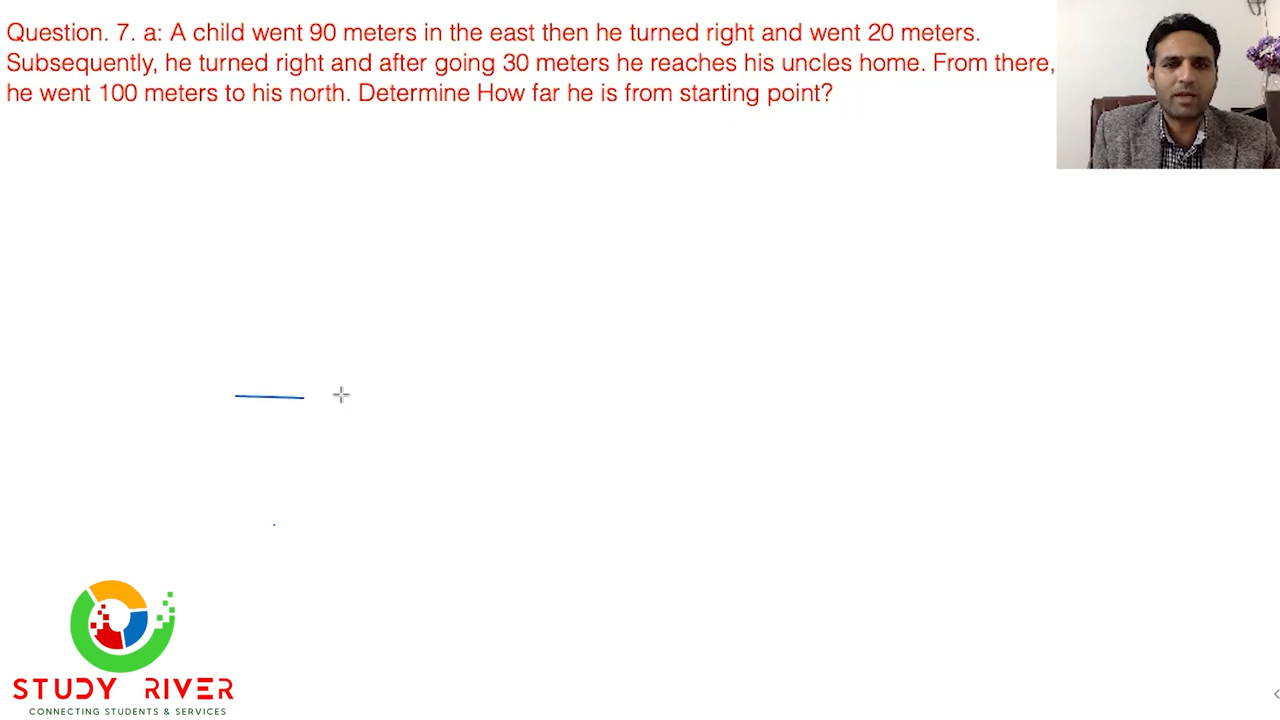 Question. 7. a: A child went 90 meters in the east then he turned right and went 20 meters.
Subsequently, he turned right and after going 30 meters he reaches his uncles home. From there,
he went 100 meters to his north. Determine How far he is from starting point?
STUDY RIVER
CONNECTING STUDENTS & SERVICES